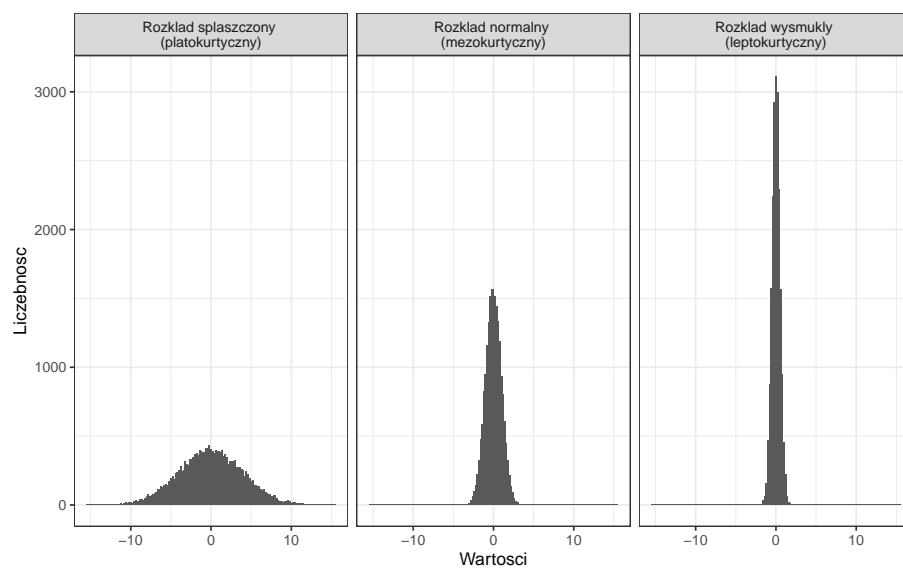 Rozklad splaszczony
(platokurtyczny)
Rozklad normalny
(mezokurtyczny)
Rozklad wysmukly
(leptokurtyczny)
3000
2000
1000
0
Liczebnosc
−10 0 10
−10 0 10
−10 0 10
Wartosci